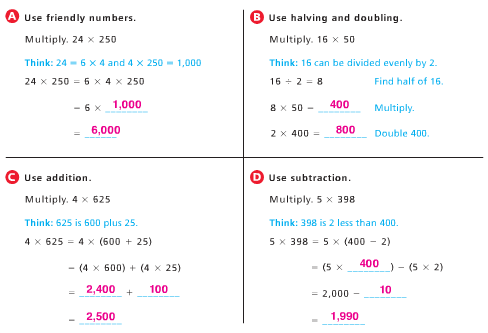 A Use friendly numbers.
Multiply. 24 × 250
Think: 24 = 6 × 4 and 4 × 250 = 1,000
24 × 250 = 6 × 4 × 250
= 6 × 1,000
= 6,000
B Use halving and doubling.
Multiply. 16 × 50
Think: 16 can be divided evenly by 2.
16 ÷ 2 = 8 Find half of 16.
8 × 50 = 400 Multiply.
2 × 400 = 800 Double 400.
C Use addition.
Multiply. 4 × 625
Think: 625 is 600 plus 25.
4 × 625 = 4 × (600 + 25)
= (4 × 600) + (4 × 25)
= 2,400 + 100
= 2,500
D Use subtraction.
Multiply. 5 × 398
Think: 398 is 2 less than 400.
5 × 398 = 5 × (400 − 2)
= (5 × 400) − (5 × 2)
= 2,000 − 10
= 1,990